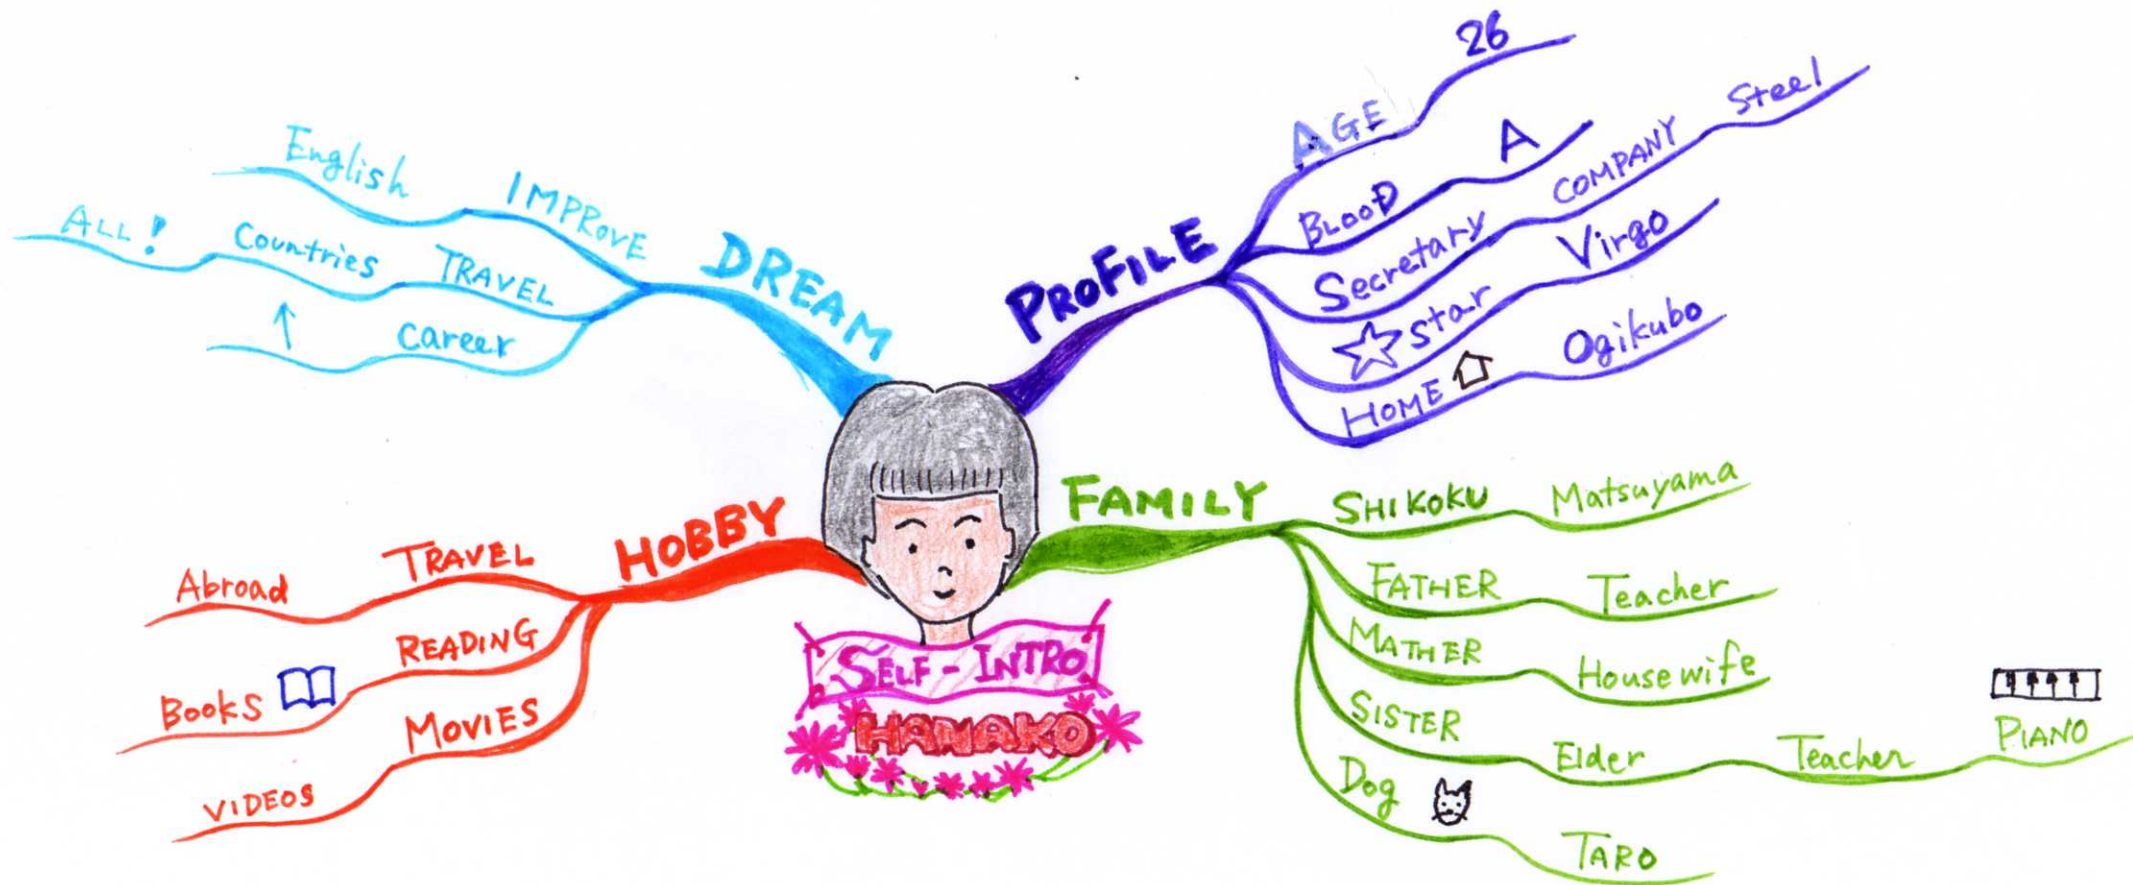 DREAM
IMPROVE
English
TRAVEL
Countries
ALL!
Career
PROFILE
AGE
26
BLOOD
A
Secretary
COMPANY
Steel
Star
Virgo
HOME
Ogikubo
FAMILY
SHIKOKU
Matsuyama
FATHER
Teacher
MATHER
Housewife
SISTER
Elder
Teacher
PIANO
Dog
TARO
HOBBY
TRAVEL
Abroad
READING
Books
MOVIES
VIDEOS
SELF-INTRO
HANAKO